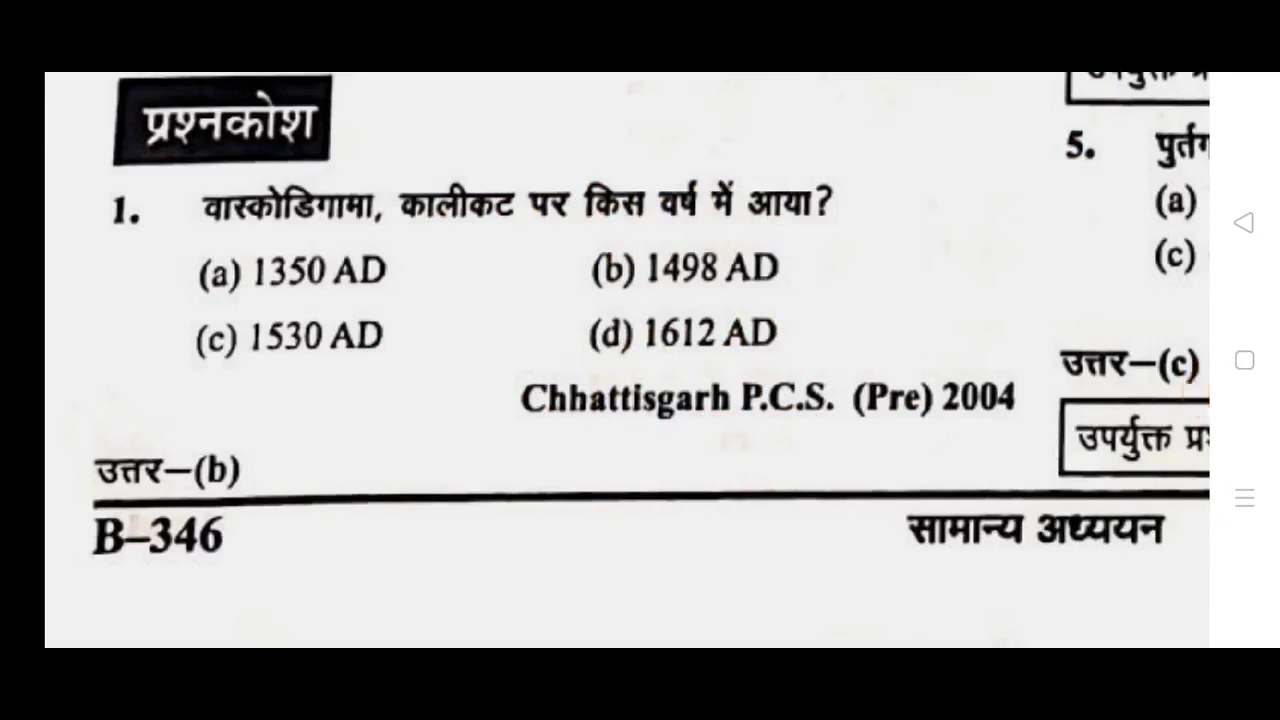 प्रश्नकोश
1. वास्कोडिगामा, कालीकट पर किस वर्ष में आया?
(a) 1350 AD (b) 1498 AD
(c) 1530 AD (d) 1612 AD
Chhattisgarh P.C.S. (Pre) 2004
उत्तर–(b)
B–346 सामान्य अध्ययन
5.
(a)
(c)
उत्तर–(c)
उपर्युक्त